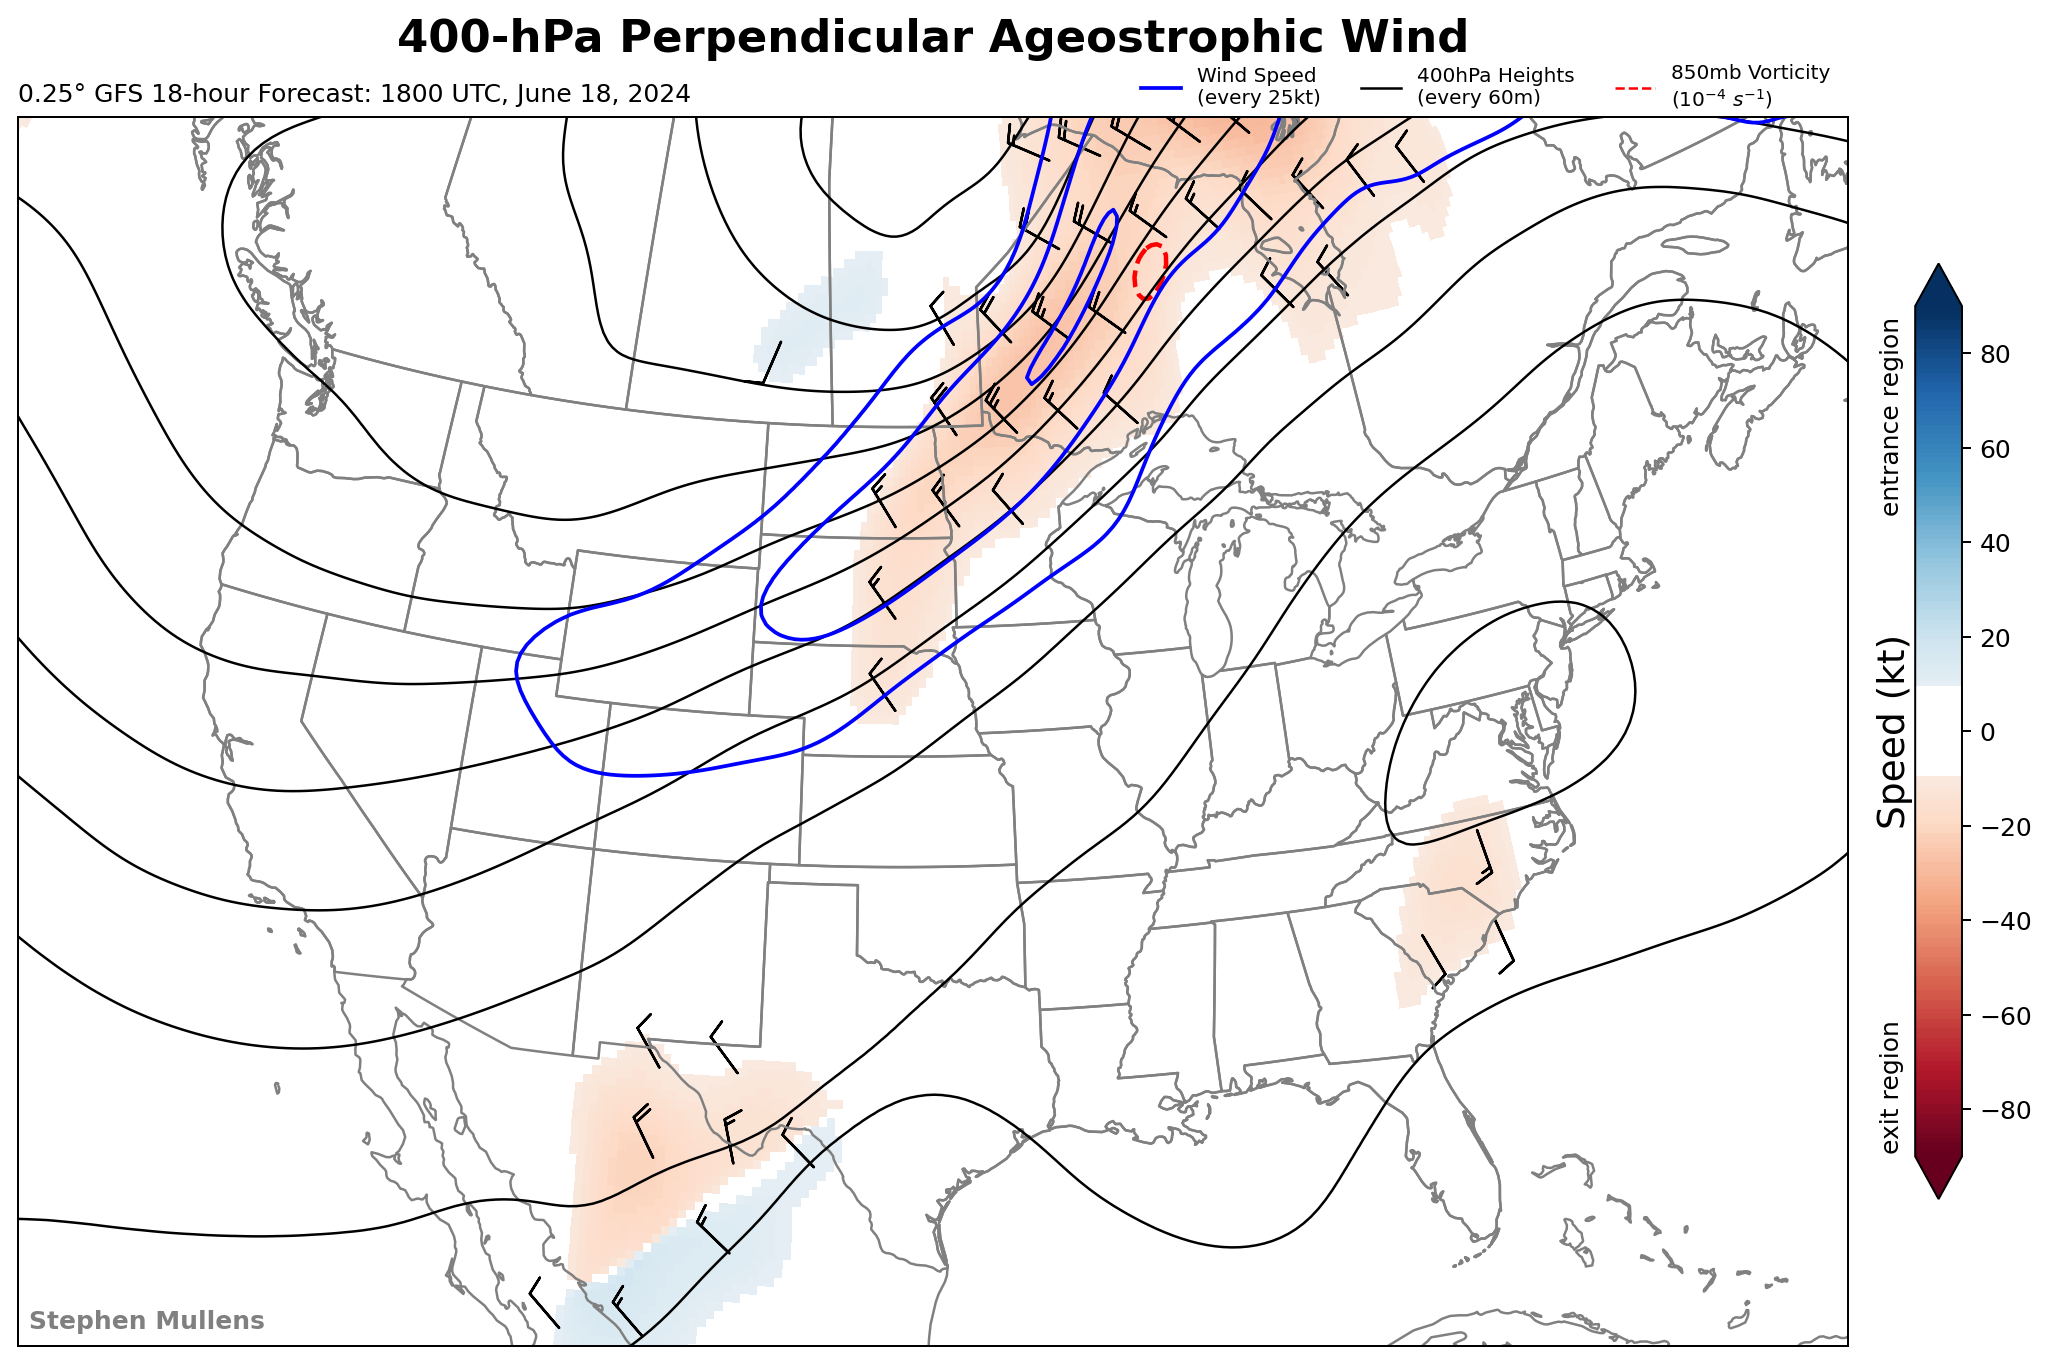 400-hPa Perpendicular Ageostrophic Wind
0.25° GFS 18-hour Forecast: 1800 UTC, June 18, 2024
Wind Speed
(every 25kt)
400hPa Heights
(every 60m)
850mb Vorticity
(10⁻⁴ s⁻¹)
entrance region
Speed (kt)
exit region
80
60
40
20
0
−20
−40
−60
−80
Stephen Mullens